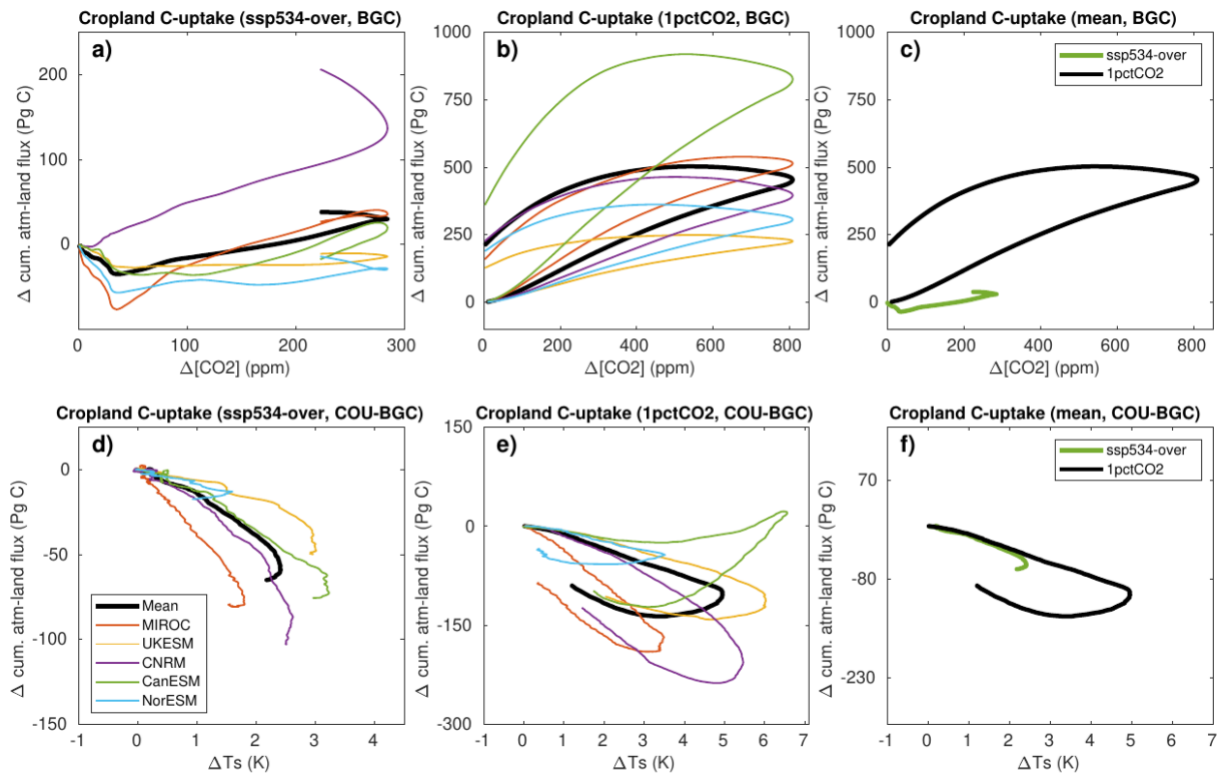 Cropland C-uptake (ssp534-over, BGC)
a)
200
100
0
Δ cum. atm-land flux (Pg C)
0 100 200 300
Δ[CO2] (ppm)
Cropland C-uptake (1pctCO2, BGC)
b)
1000
750
500
250
0
Δ cum. atm-land flux (Pg C)
0 200 400 600 800
Δ[CO2] (ppm)
Cropland C-uptake (mean, BGC)
c)
ssp534-over
1pctCO2
1000
750
500
250
0
Δ cum. atm-land flux (Pg C)
0 200 400 600 800
Δ[CO2] (ppm)
Cropland C-uptake (ssp534-over, COU-BGC)
d)
0
-50
-100
-150
Δ cum. atm-land flux (Pg C)
Mean
MIROC
UKESM
CNRM
CanESM
NorESM
-1 0 1 2 3 4
ΔTs (K)
Cropland C-uptake (1pctCO2, COU-BGC)
e)
150
0
-150
-300
Δ cum. atm-land flux (Pg C)
-1 0 1 2 3 4 5 6 7
ΔTs (K)
Cropland C-uptake (mean, COU-BGC)
f)
ssp534-over
1pctCO2
70
-80
-230
Δ cum. atm-land flux (Pg C)
-1 0 1 2 3 4 5 6 7
ΔTs (K)